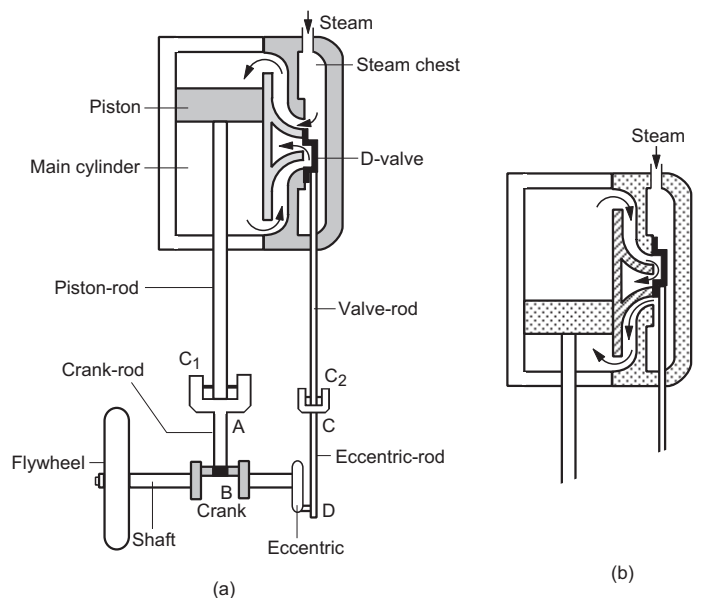 Steam
Steam chest
Piston
Main cylinder
D-valve
Piston-rod
Valve-rod
C1
C2
Crank-rod
A
C
Flywheel
Eccentric-rod
B
Crank
D
Shaft
Eccentric
(a)
Steam
(b)